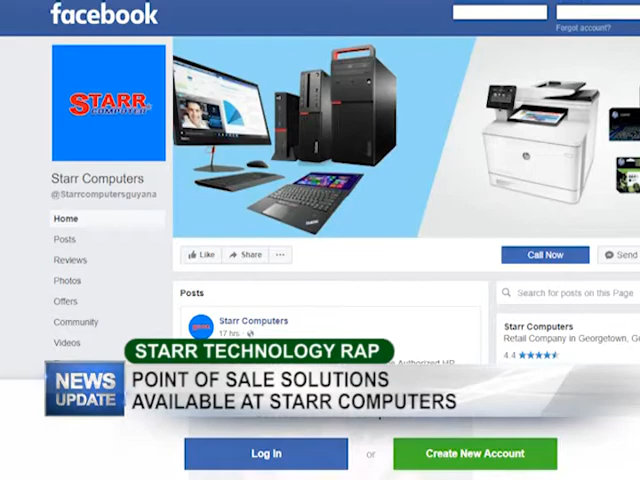 facebook
Forgot account?
STARR
COMPUTER
Starr Computers
@Starrcomputersguyana
Home
Posts
Reviews
Photos
Offers
Community
Videos
Like
Share
Call Now
Send
Posts
Starr Computers
17 hrs
Search for posts on this Page
Starr Computers
Retail Company in Georgetown, G
4.4
Authorized HP
STARR TECHNOLOGY RAP
NEWS
UPDATE
POINT OF SALE SOLUTIONS
AVAILABLE AT STARR COMPUTERS
Log In
or
Create New Account